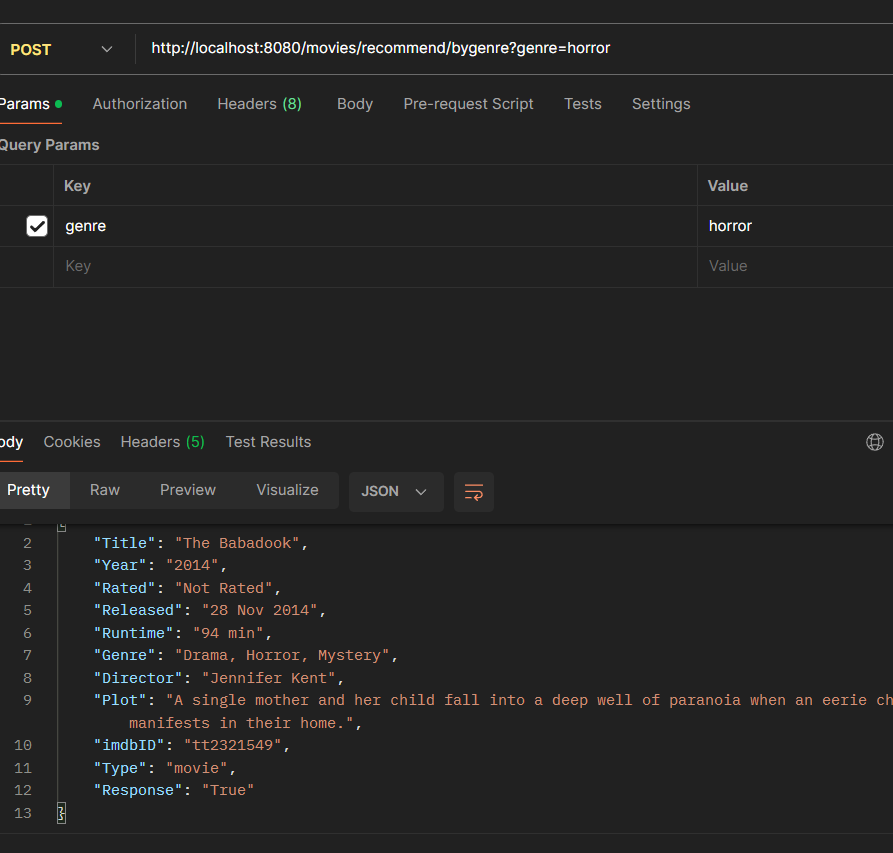 POST http://localhost:8080/movies/recommend/bygenre?genre=horror
Params Authorization Headers (8) Body Pre-request Script Tests Settings
Query Params
Key Value
genre horror
Key Value
ody Cookies Headers (5) Test Results
Pretty Raw Preview Visualize JSON
2 "Title": "The Babadook",
3 "Year": "2014",
4 "Rated": "Not Rated",
5 "Released": "28 Nov 2014",
6 "Runtime": "94 min",
7 "Genre": "Drama, Horror, Mystery",
8 "Director": "Jennifer Kent",
9 "Plot": "A single mother and her child fall into a deep well of paranoia when an eerie ch
manifests in their home.",
10 "imdbID": "tt2321549",
11 "Type": "movie",
12 "Response": "True"
13 }